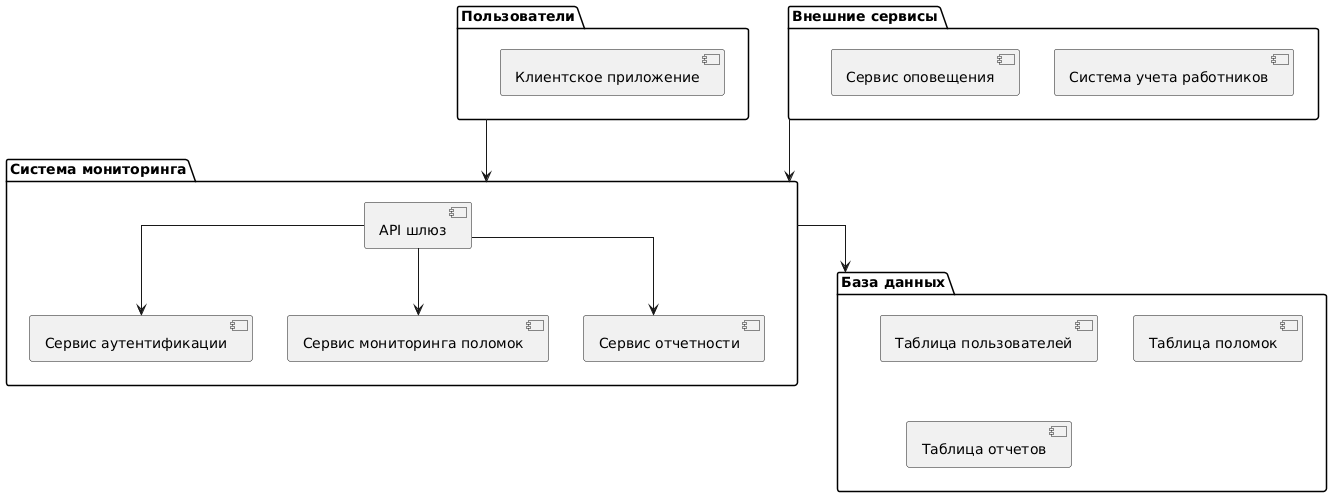 Пользователи
Клиентское приложение
Внешние сервисы
Сервис оповещения
Система учета работников
Система мониторинга
API шлюз
Сервис аутентификации
Сервис мониторинга поломок
Сервис отчетности
База данных
Таблица пользователей
Таблица поломок
Таблица отчетов